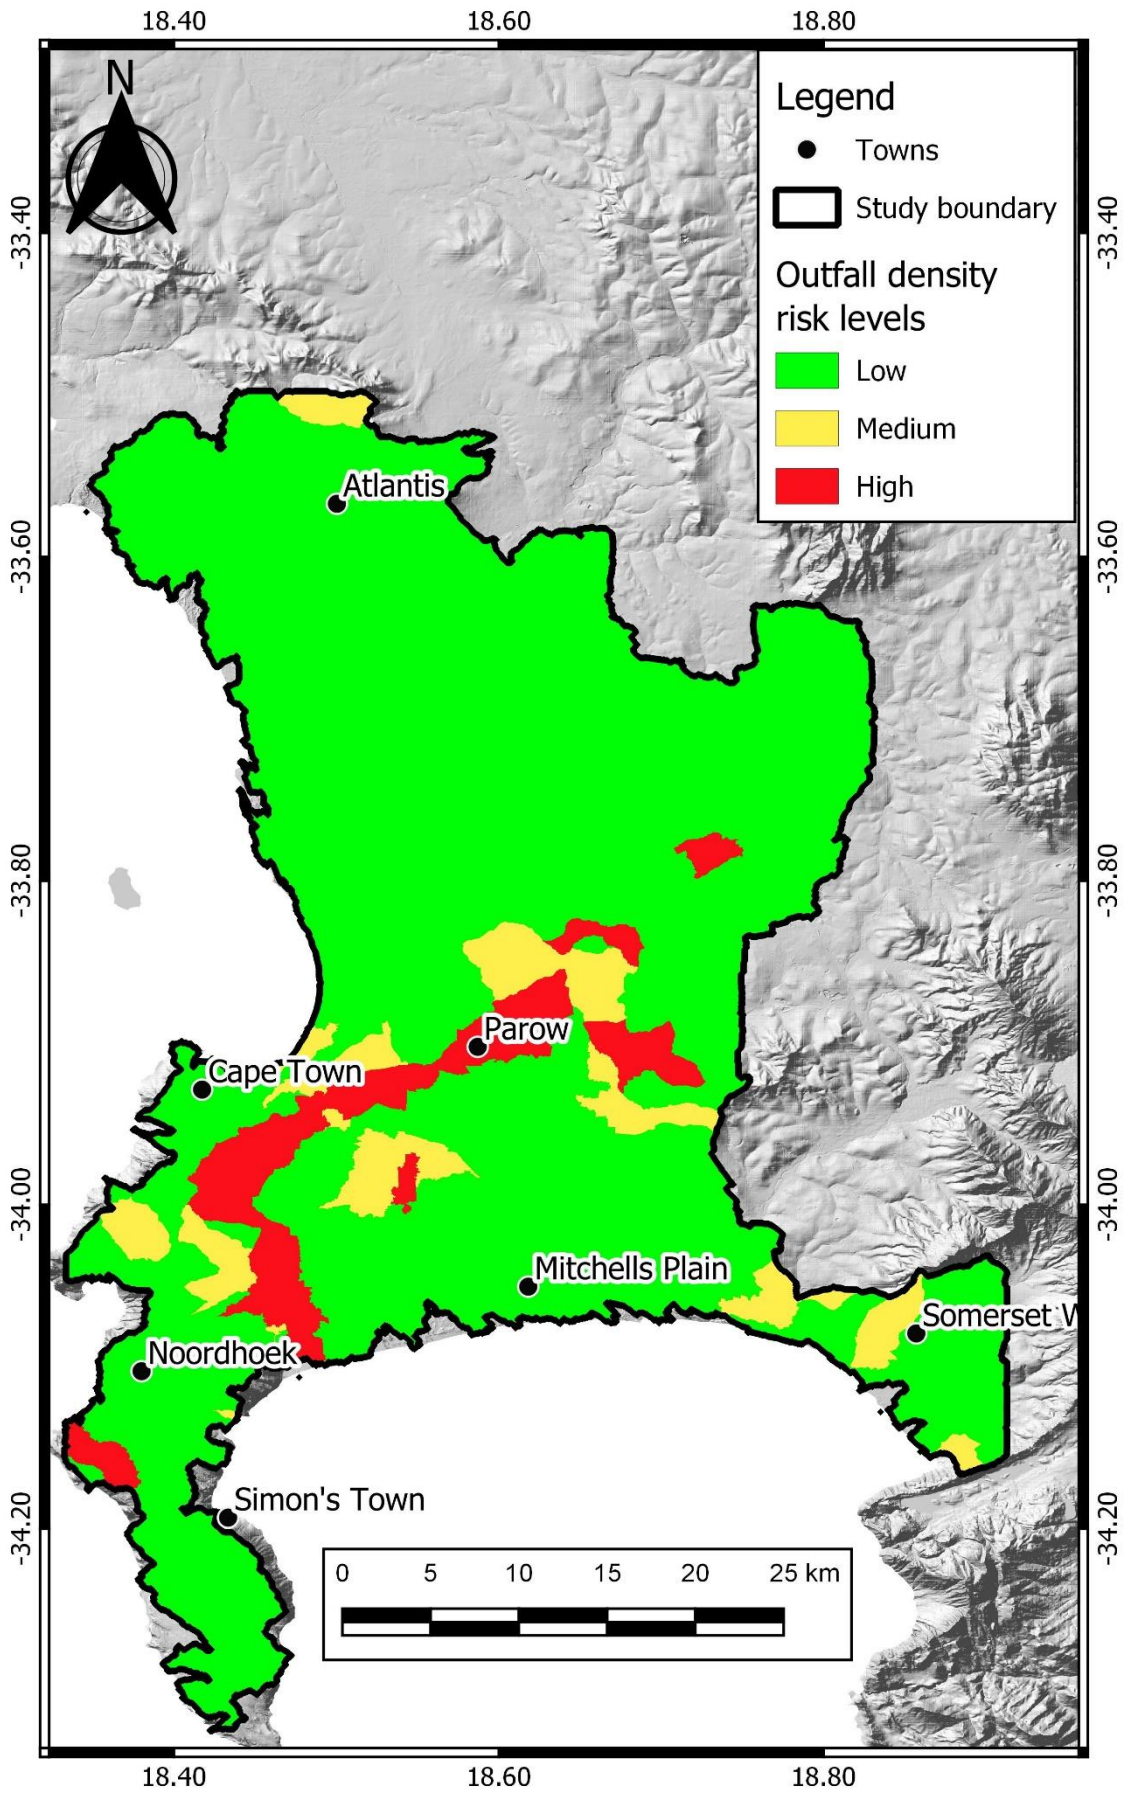 18.40 18.60 18.80
N
Legend
Towns
Study boundary
Outfall density
risk levels
Low
Medium
High
-33.40 -33.40
Atlantis
-33.60 -33.60
-33.80 -33.80
Parow
Cape Town
-34.00 -34.00
Mitchells Plain
Somerset W
Noordhoek
Simon's Town
-34.20 -34.20
0 5 10 15 20 25 km
18.40 18.60 18.80